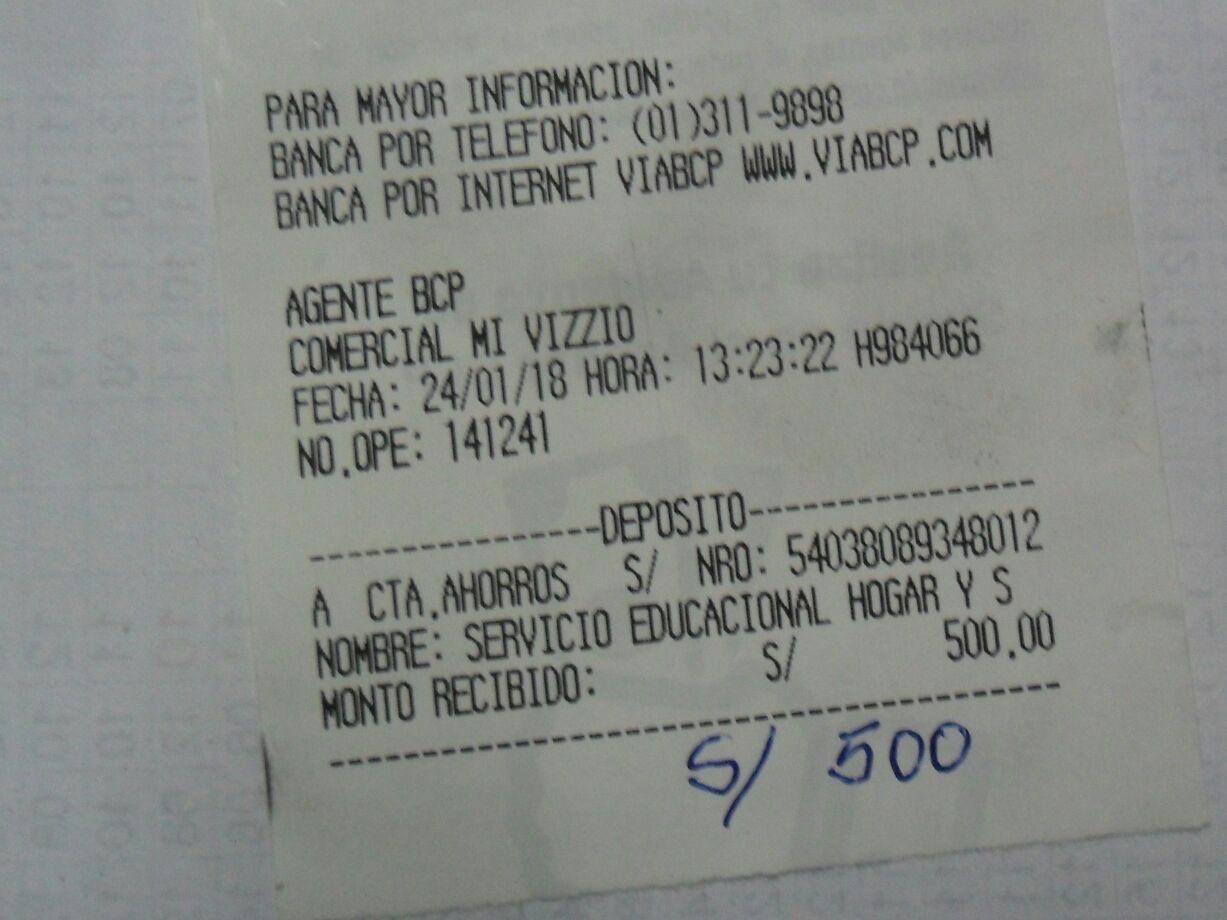 PARA MAYOR INFORMACION:
BANCA POR TELEFONO: (01)311-9898
BANCA POR INTERNET VIABCP WWW.VIABCP.COM
AGENTE BCP
COMERCIAL MI VIZZIO
FECHA: 24/01/18 HORA: 13:23:22 H984066
NO.OPE: 141241
----------------DEPOSITO----------------
A CTA.AHORROS S/ NRO: 54038089348012
NOMBRE: SERVICIO EDUCACIONAL HOGAR Y S
MONTO RECIBIDO: S/ 500.00
----------------------------------------
S/ 500